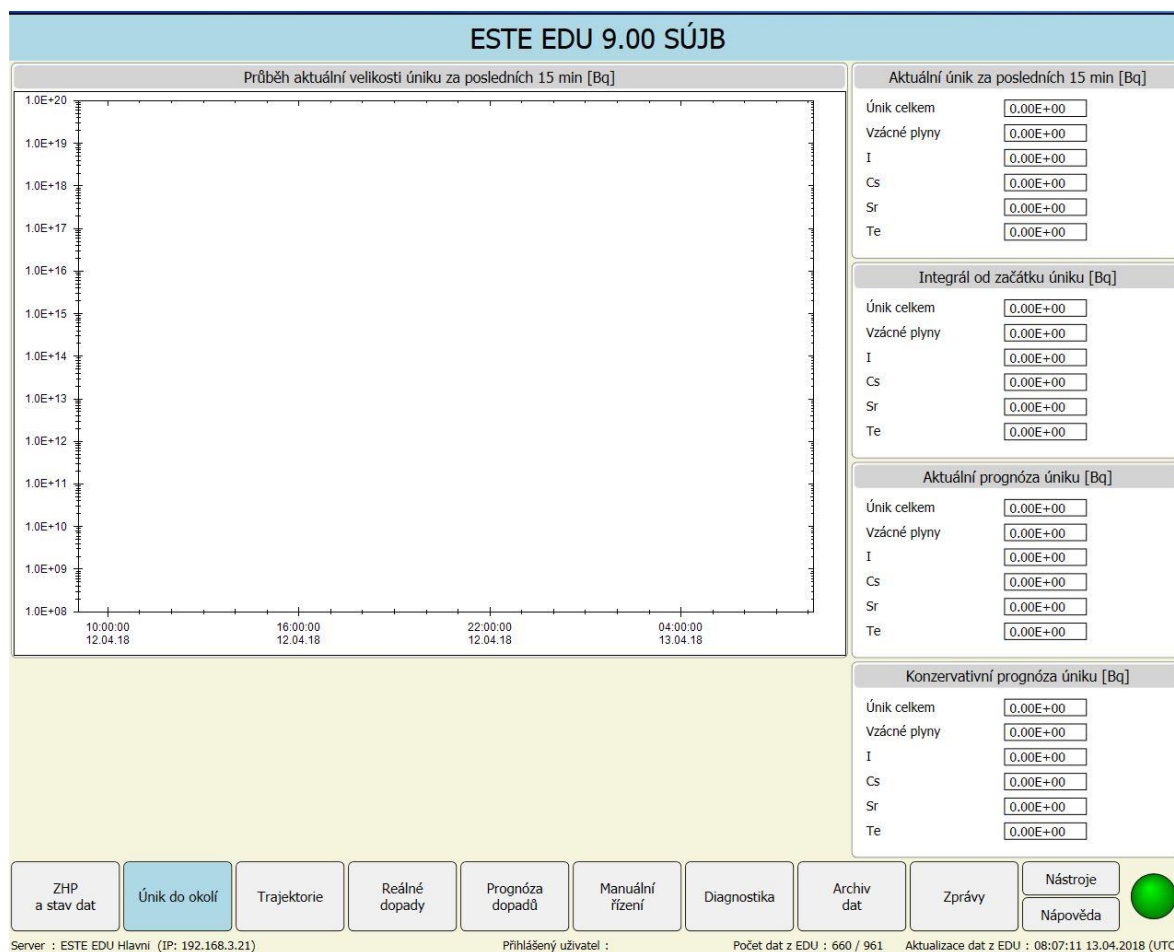 ESTE EDU 9.00 SÚJB
Průběh aktuální velikosti úniku za posledních 15 min [Bq]
1.0E+20
1.0E+19
1.0E+18
1.0E+17
1.0E+16
1.0E+15
1.0E+14
1.0E+13
1.0E+12
1.0E+11
1.0E+10
1.0E+09
1.0E+08
10:00:00 16:00:00 22:00:00 04:00:00
12.04.18 12.04.18 12.04.18 13.04.18
Aktuální únik za posledních 15 min [Bq]
Únik celkem 0.00E+00
Vzácné plyny 0.00E+00
I 0.00E+00
Cs 0.00E+00
Sr 0.00E+00
Te 0.00E+00
Integrál od začátku úniku [Bq]
Únik celkem 0.00E+00
Vzácné plyny 0.00E+00
I 0.00E+00
Cs 0.00E+00
Sr 0.00E+00
Te 0.00E+00
Aktuální prognóza úniku [Bq]
Únik celkem 0.00E+00
Vzácné plyny 0.00E+00
I 0.00E+00
Cs 0.00E+00
Sr 0.00E+00
Te 0.00E+00
Konzervativní prognóza úniku [Bq]
Únik celkem 0.00E+00
Vzácné plyny 0.00E+00
I 0.00E+00
Cs 0.00E+00
Sr 0.00E+00
Te 0.00E+00
ZHP
a stav dat
Únik do okolí
Trajektorie
Reálné
dopady
Prognóza
dopadů
Manuální
řízení
Diagnostika
Archiv
dat
Zprávy
Nástroje
Nápověda
Server : ESTE EDU Hlavní (IP: 192.168.3.21) Přihlášený uživatel : Počet dat z EDU : 660 / 961 Aktualizace dat z EDU : 08:07:11 13.04.2018 (UTC